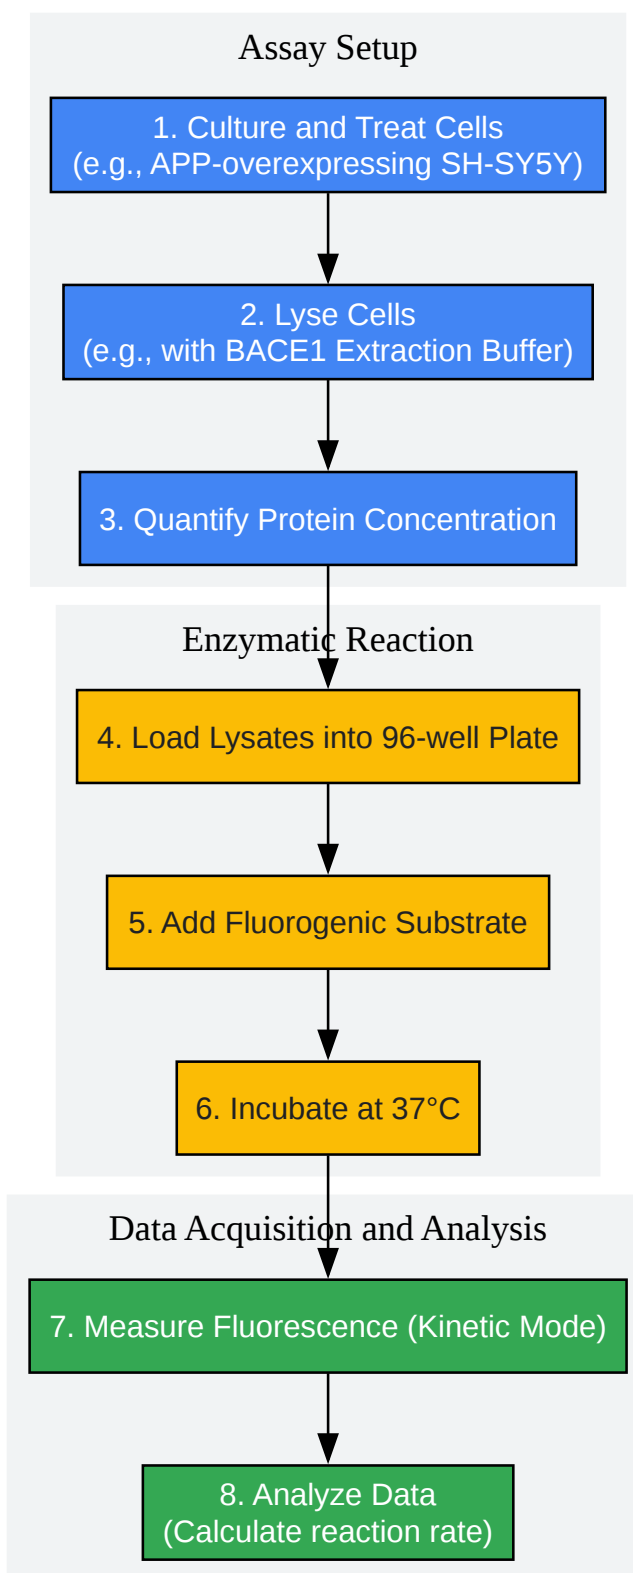 Assay Setup
1. Culture and Treat Cells
(e.g., APP-overexpressing SH-SY5Y)
2. Lyse Cells
(e.g., with BACE1 Extraction Buffer)
3. Quantify Protein Concentration
Enzymatic Reaction
4. Load Lysates into 96-well Plate
5. Add Fluorogenic Substrate
6. Incubate at 37°C
Data Acquisition and Analysis
7. Measure Fluorescence (Kinetic Mode)
8. Analyze Data
(Calculate reaction rate)